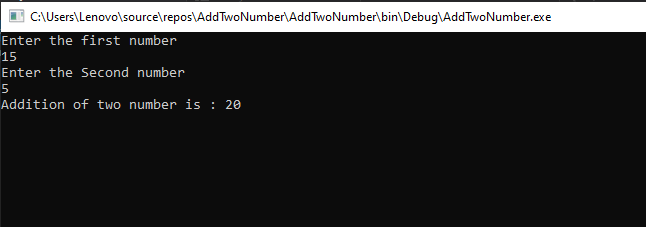 C:\Users\Lenovo\source\repos\AddTwoNumber\AddTwoNumber\bin\Debug\AddTwoNumber.exe
Enter the first number
15
Enter the Second number
5
Addition of two number is : 20